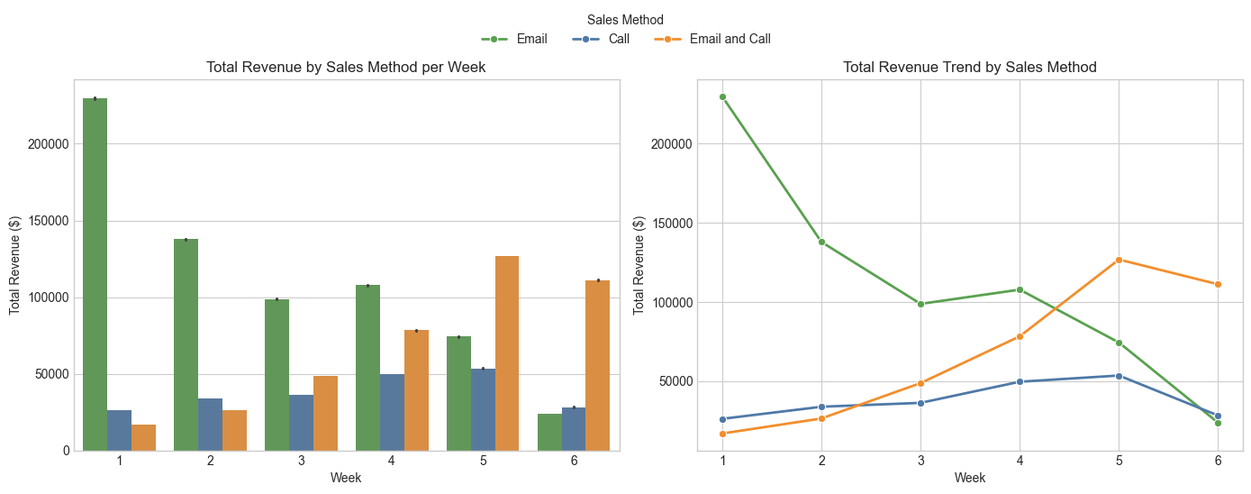 Sales Method
Email Call Email and Call
Total Revenue by Sales Method per Week
Total Revenue ($)
200000
150000
100000
50000
0
1 2 3 4 5 6
Week
Total Revenue Trend by Sales Method
Total Revenue ($)
200000
150000
100000
50000
1 2 3 4 5 6
Week